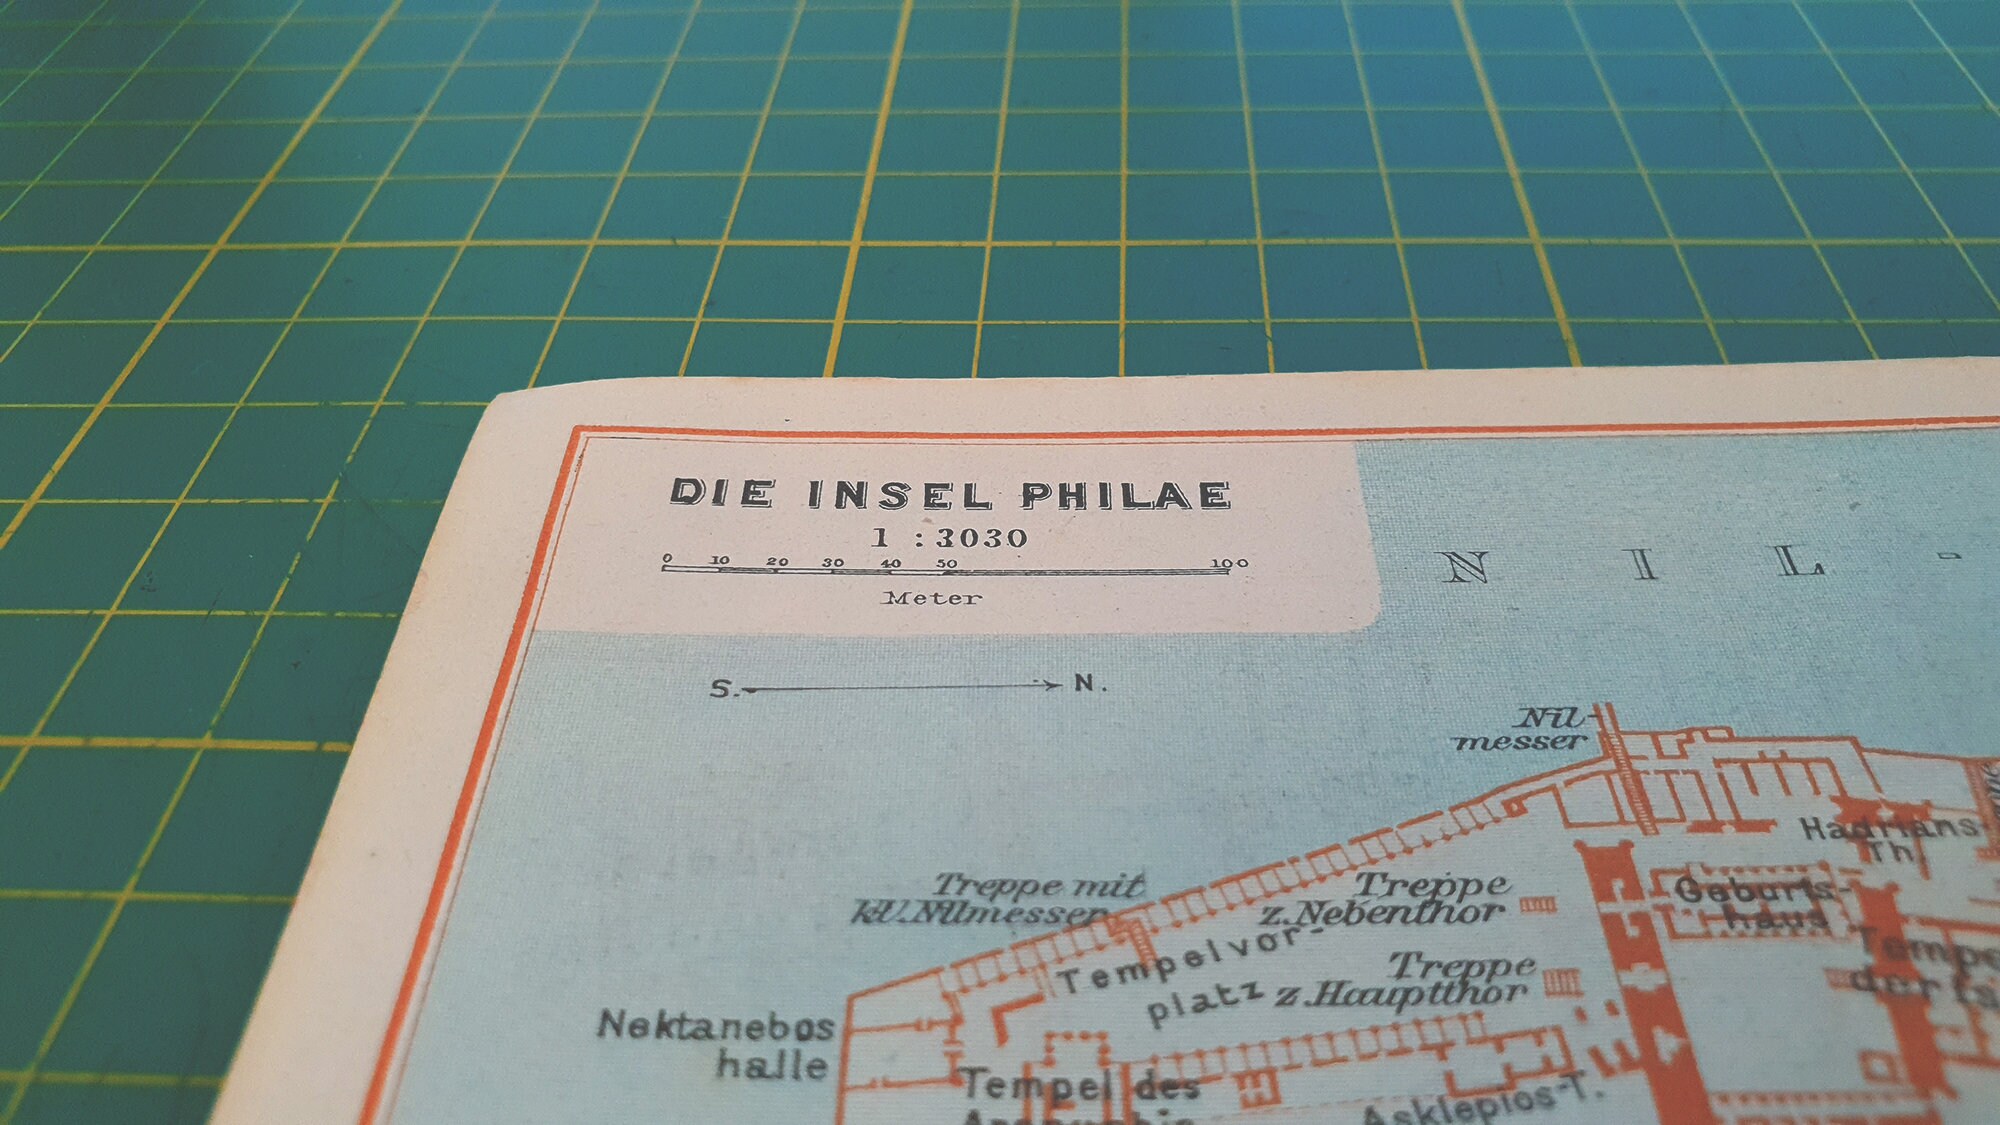 DIE INSEL PHILAE
1 : 3030
0 10 20 30 40 50 100
Meter
N I L -
S. N.
Nil-
messer
Hadrians-
Th.
Treppe mit
kl. Nilmesser
Treppe
z. Nebenthor
Geburts-
haus
Tempelvor-
platz
Treppe
z. Hauptthor
Nektanebos
halle
Tempel des
Asklepios-T.